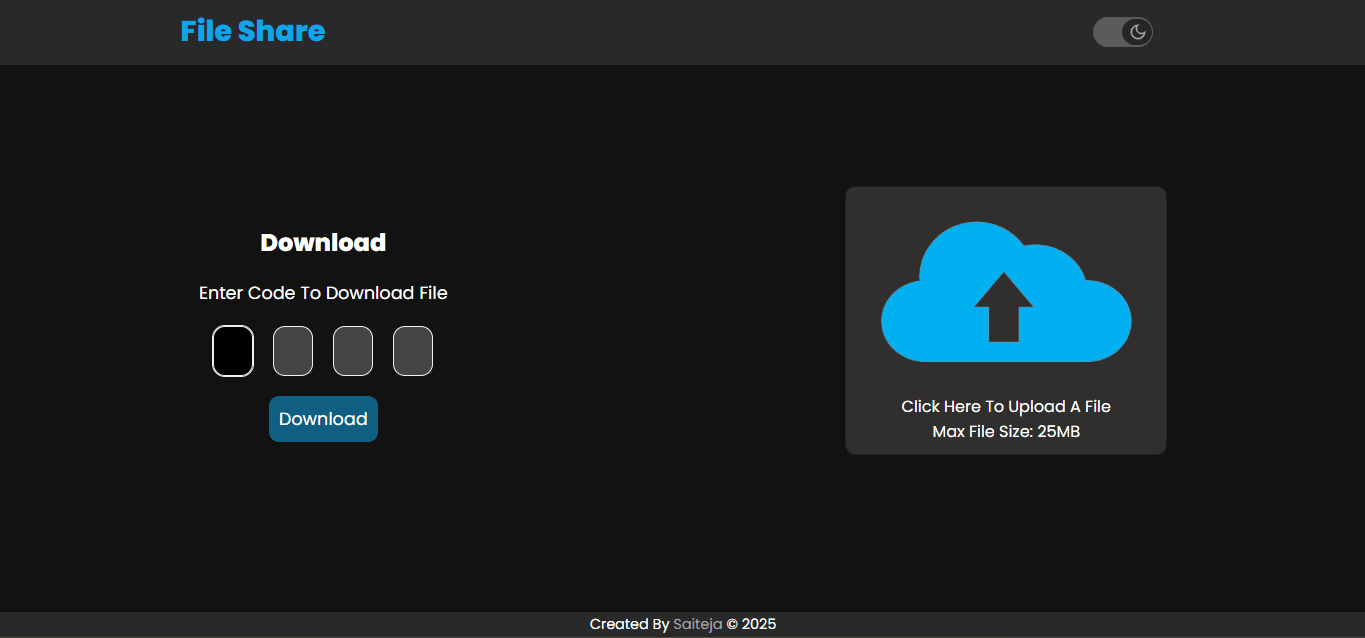 File Share
Download
Enter Code To Download File
Download
Click Here To Upload A File
Max File Size: 25MB
Created By Saiteja © 2025